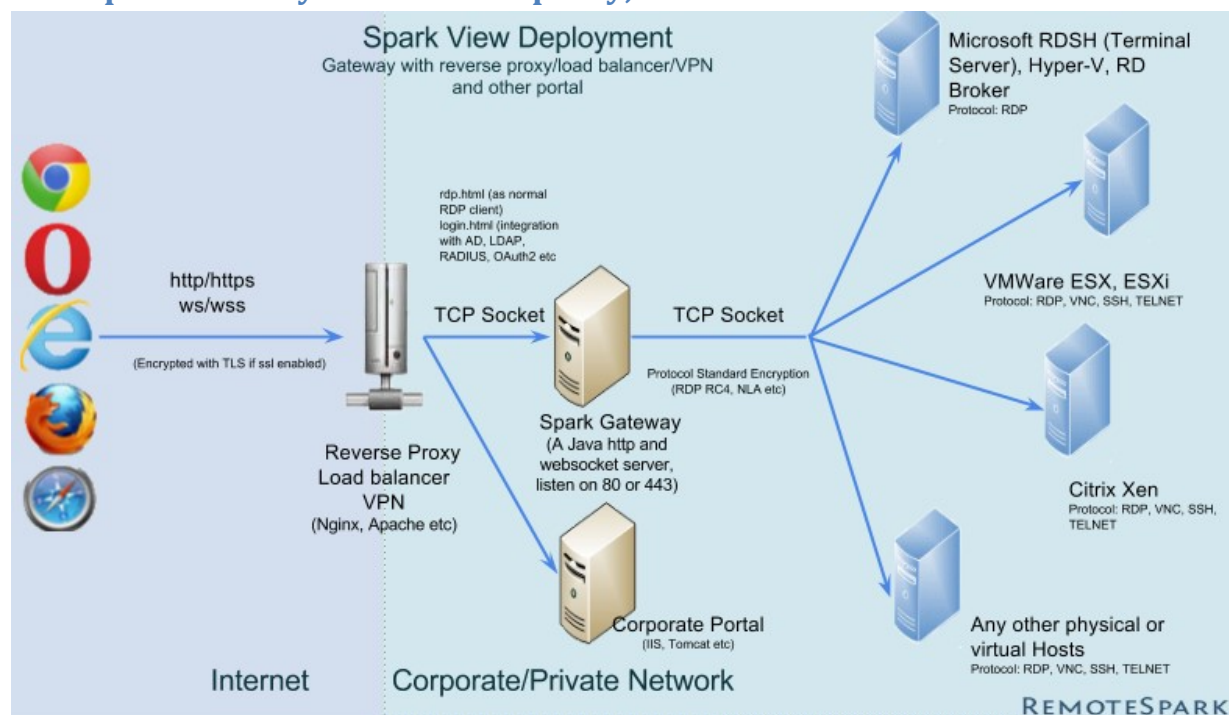 Spark View Deployment
Gateway with reverse proxy/load balancer/VPN
and other portal
http/https
ws/wss
(Encrypted with TLS if ssl enabled)
Reverse Proxy
Load balancer
VPN
(Nginx, Apache etc)
rdp.html (as normal
RDP client)
login.html (integration
with AD, LDAP,
RADIUS, OAuth2 etc
TCP Socket
Spark Gateway
(A Java http and
websocket server,
listen on 80 or 443)
TCP Socket
Protocol Standard Encryption
(RDP RC4, NLA etc)
Corporate Portal
(IIS, Tomcat etc)
Microsoft RDSH (Terminal
Server), Hyper-V, RD
Broker
Protocol: RDP
VMWare ESX, ESXi
Protocol: RDP, VNC, SSH, TELNET
Citrix Xen
Protocol: RDP, VNC, SSH,
TELNET
Any other physical or
virtual Hosts
Protocol: RDP, VNC, SSH, TELNET
Internet
Corporate/Private Network
REMOTESPARK